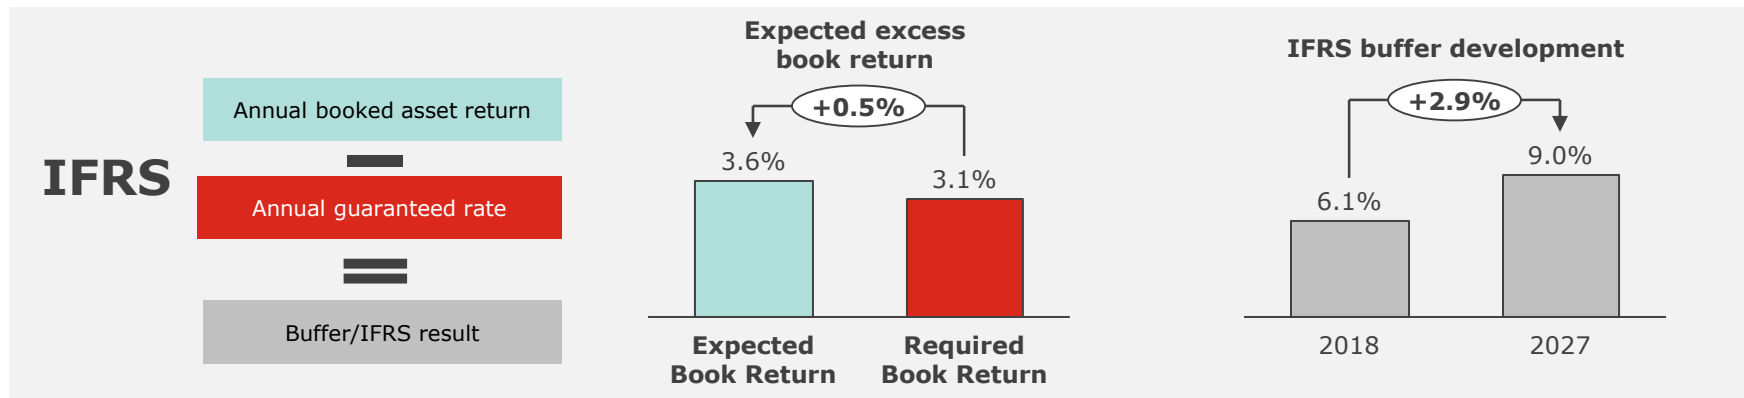 IFRS
Annual booked asset return
Annual guaranteed rate
Buffer/IFRS result
Expected excess
book return
+0.5%
3.6%
3.1%
Expected
Book Return
Required
Book Return
IFRS buffer development
+2.9%
6.1%
9.0%
2018
2027